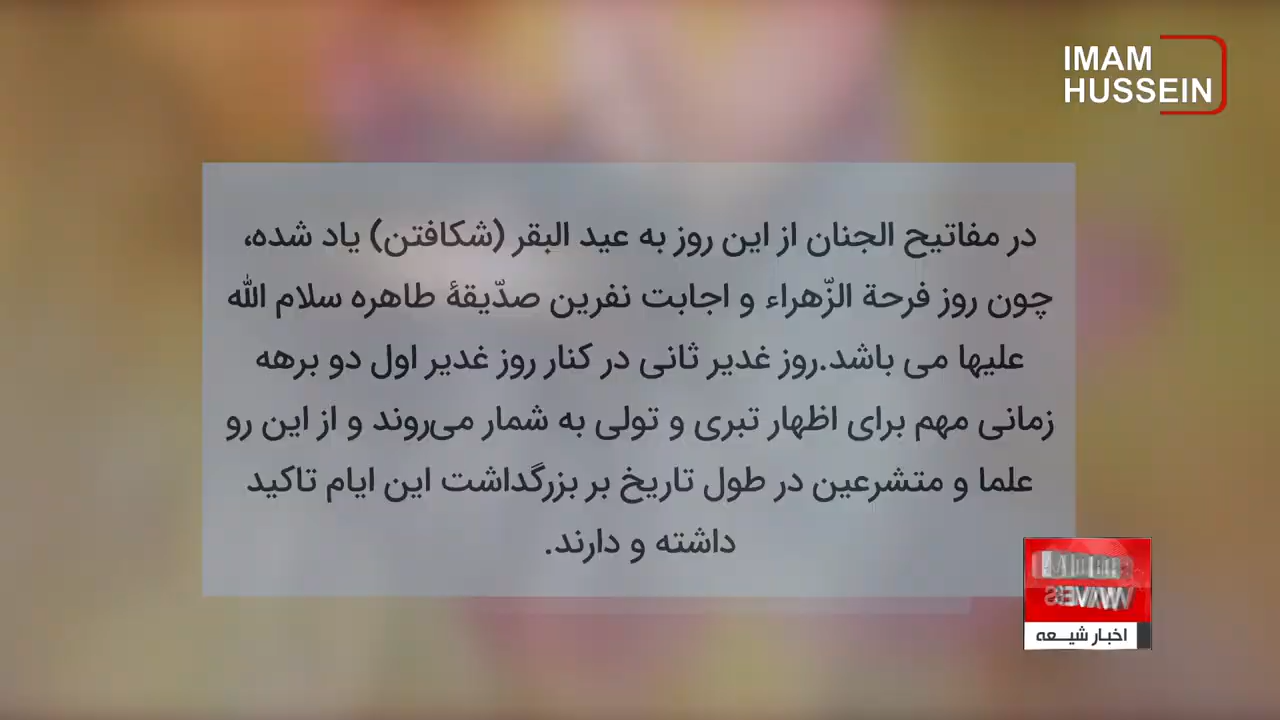 IMAM
HUSSEIN
در مفاتیح الجنان از این روز به عید البقر (شکافتن) یاد شده،
چون روز فرحة الزّهراء و اجابت نفرین صدّیقهٔ طاهره سلام الله
علیها می باشد.روز غدیر ثانی در کنار روز غدیر اول دو برهه
زمانی مهم برای اظهار تبری و تولی به شمار می‌روند و از این رو
علما و متشرعین در طول تاریخ بر بزرگداشت این ایام تاکید
داشته و دارند.
اخبار شیـعه